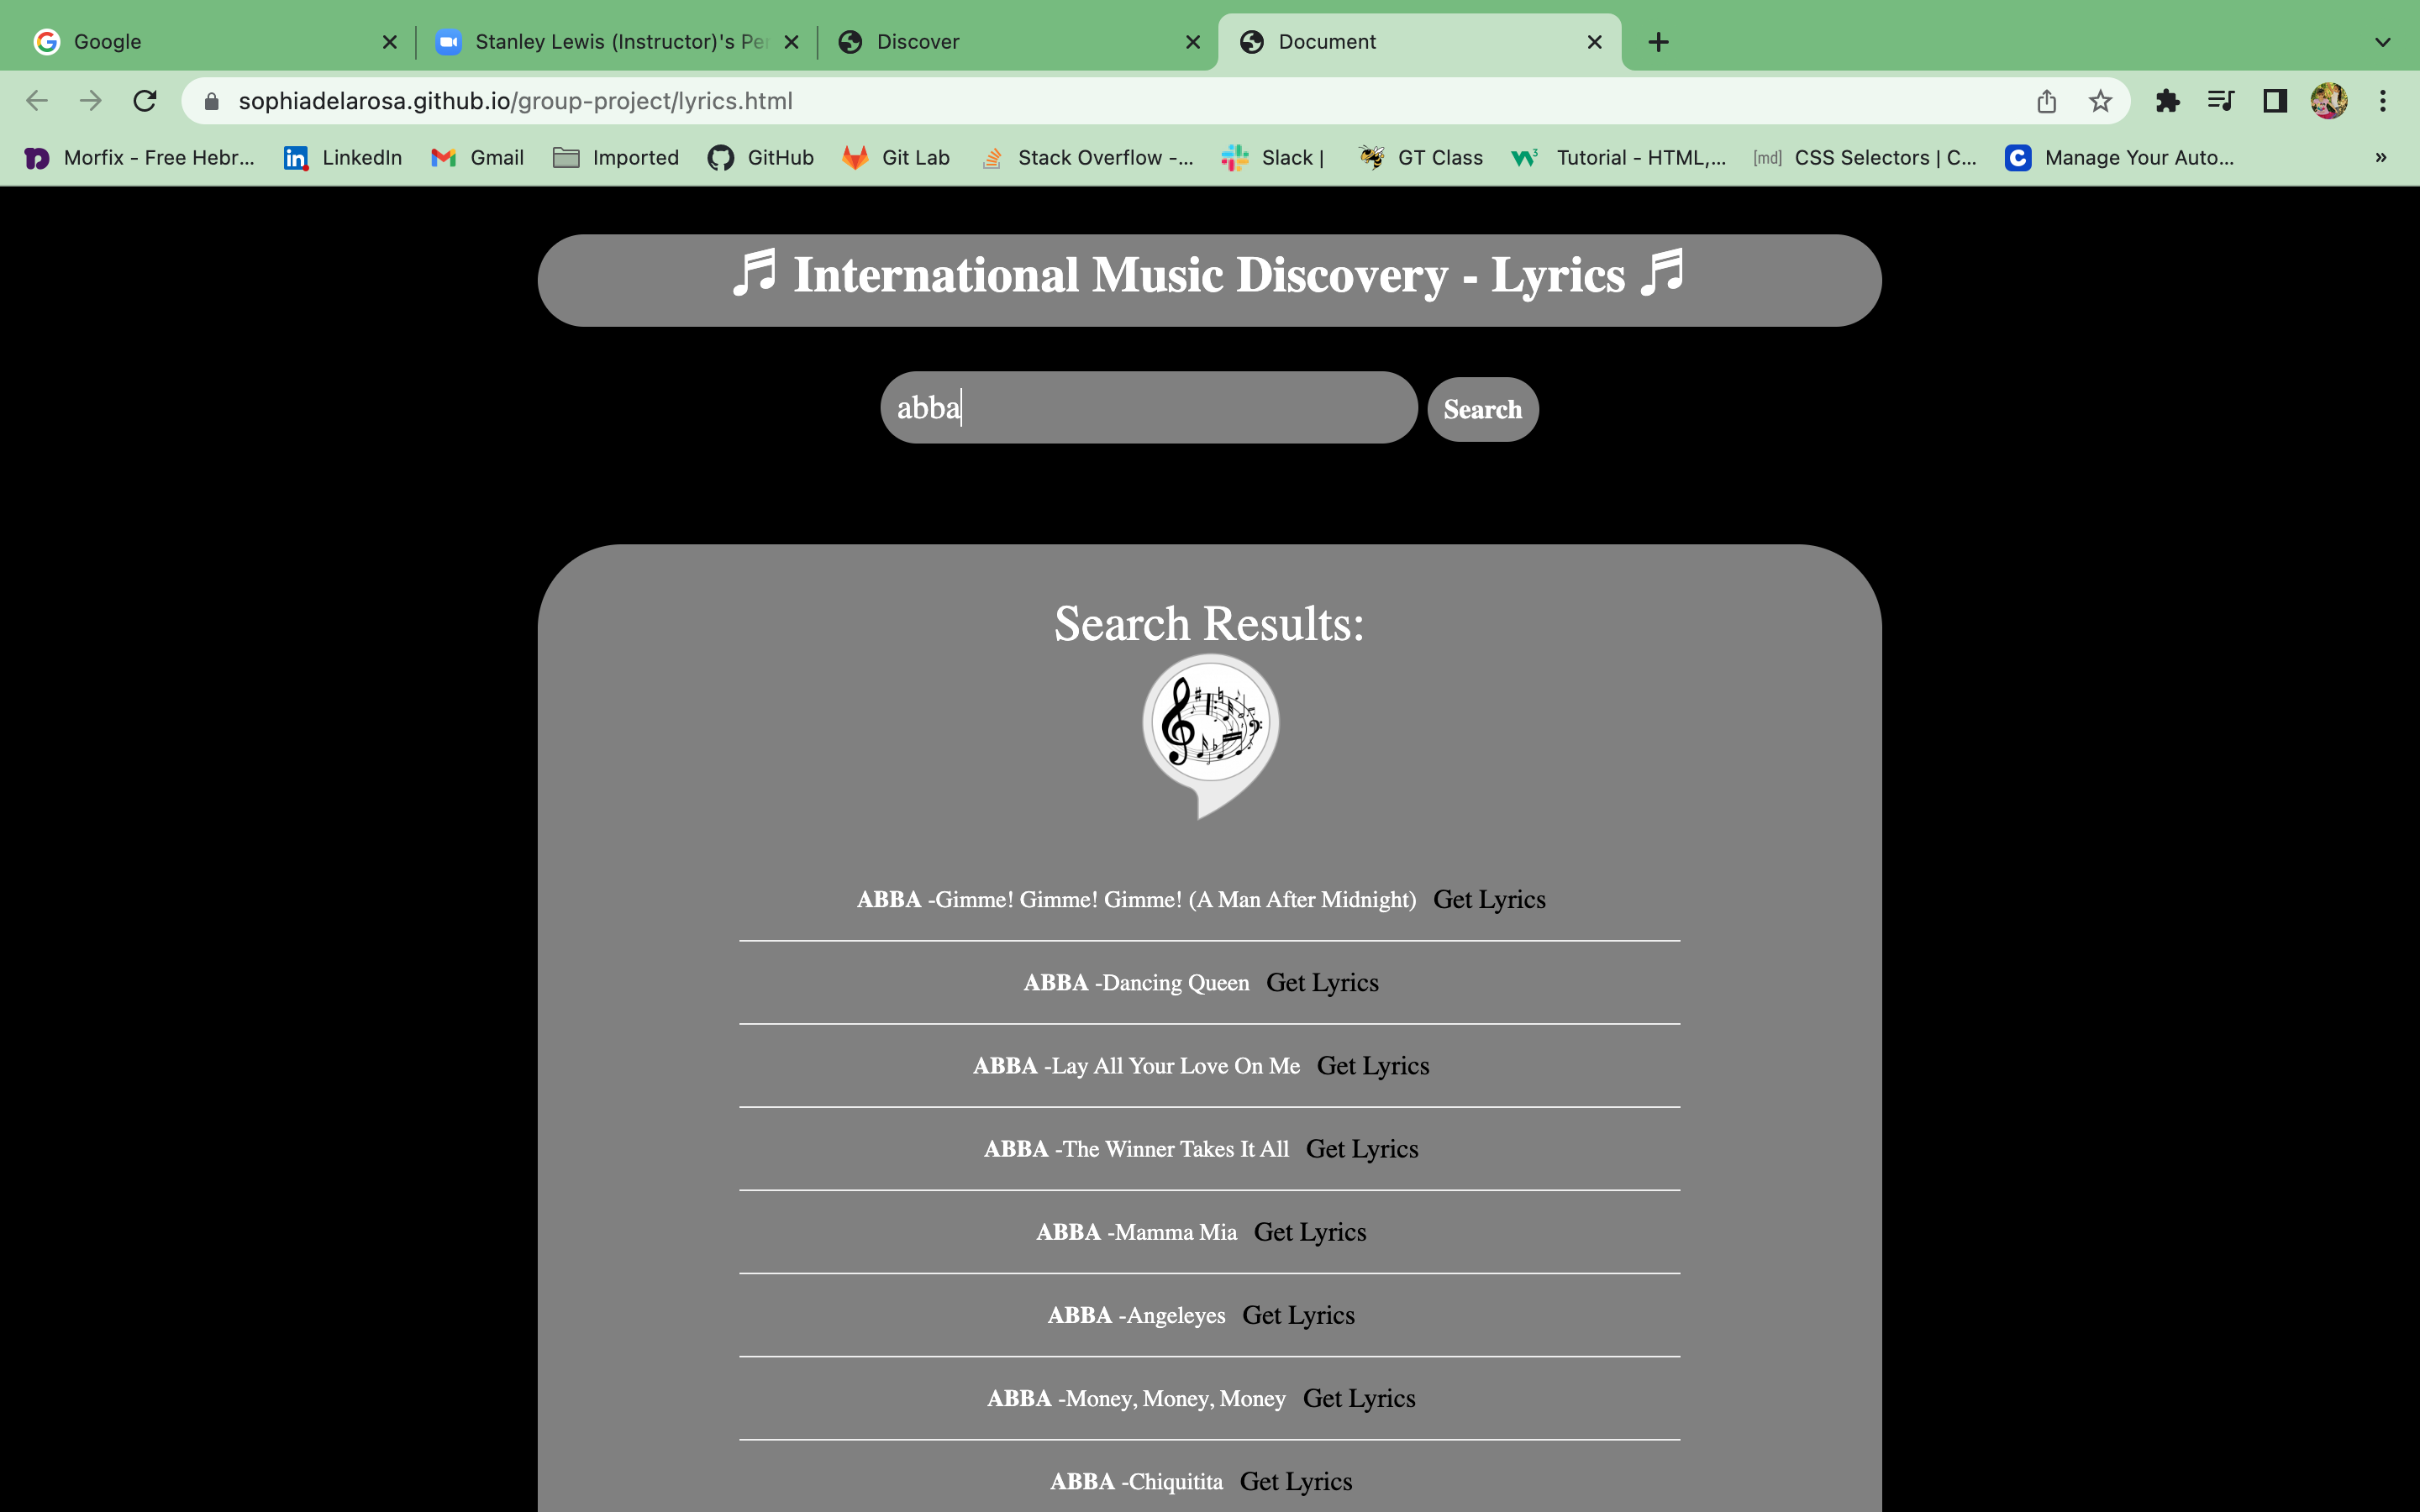 Google
Stanley Lewis (Instructor)'s Per
Discover
Document
sophiadelarosa.github.io/group-project/lyrics.html
Morfix - Free Hebr...
LinkedIn
Gmail
Imported
GitHub
Git Lab
Stack Overflow -...
Slack |
GT Class
Tutorial - HTML,...
[md] CSS Selectors | C...
Manage Your Auto...
»
♬ International Music Discovery - Lyrics ♬
abba
Search
Search Results:
ABBA -Gimme! Gimme! Gimme! (A Man After Midnight) Get Lyrics
ABBA -Dancing Queen Get Lyrics
ABBA -Lay All Your Love On Me Get Lyrics
ABBA -The Winner Takes It All Get Lyrics
ABBA -Mamma Mia Get Lyrics
ABBA -Angeleyes Get Lyrics
ABBA -Money, Money, Money Get Lyrics
ABBA -Chiquitita Get Lyrics